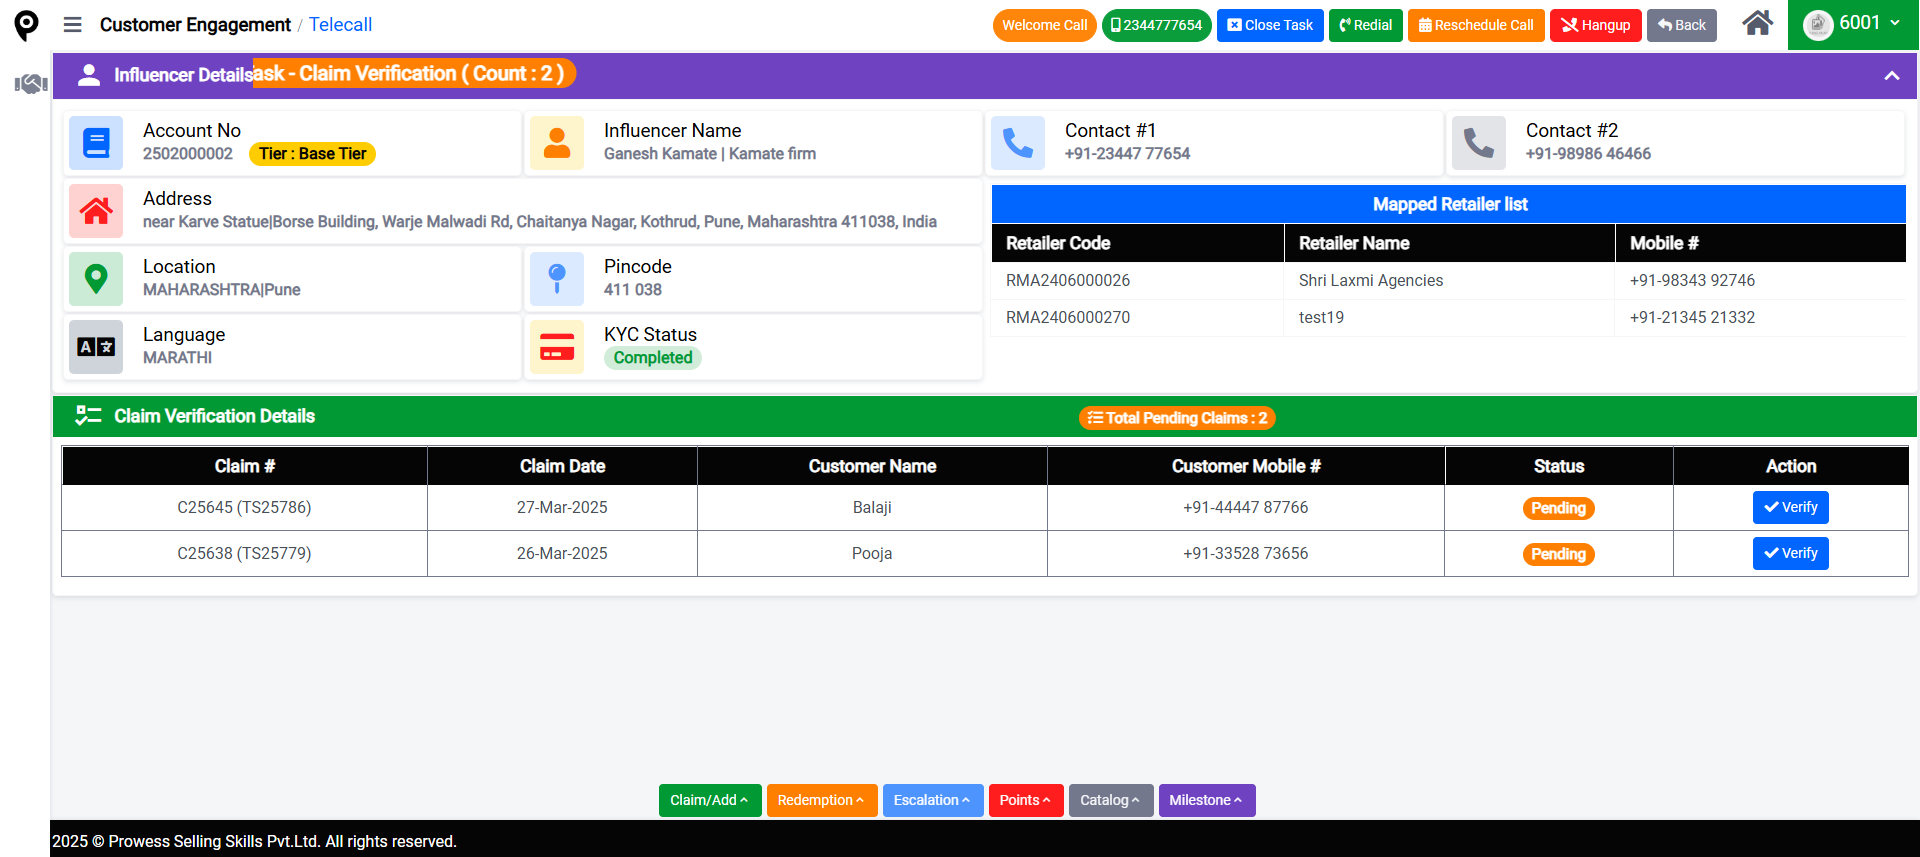 Customer Engagement / Telecall
Welcome Call
2344777654
Close Task
Redial
Reschedule Call
Hangup
Back
6001
Influencer Details
ask - Claim Verification ( Count : 2 )
Account No
2502000002 Tier : Base Tier
Influencer Name
Ganesh Kamate | Kamate firm
Contact #1
+91-23447 77654
Contact #2
+91-98986 46466
Address
near Karve Statue|Borse Building, Warje Malwadi Rd, Chaitanya Nagar, Kothrud, Pune, Maharashtra 411038, India
Location
MAHARASHTRA|Pune
Pincode
411 038
Language
MARATHI
KYC Status
Completed
Mapped Retailer list
Retailer Code Retailer Name Mobile #
RMA2406000026 Shri Laxmi Agencies +91-98343 92746
RMA2406000270 test19 +91-21345 21332
Claim Verification Details
Total Pending Claims : 2
Claim # Claim Date Customer Name Customer Mobile # Status Action
C25645 (TS25786) 27-Mar-2025 Balaji +91-44447 87766 Pending Verify
C25638 (TS25779) 26-Mar-2025 Pooja +91-33528 73656 Pending Verify
Claim/Add
Redemption
Escalation
Points
Catalog
Milestone
2025 © Prowess Selling Skills Pvt.Ltd. All rights reserved.